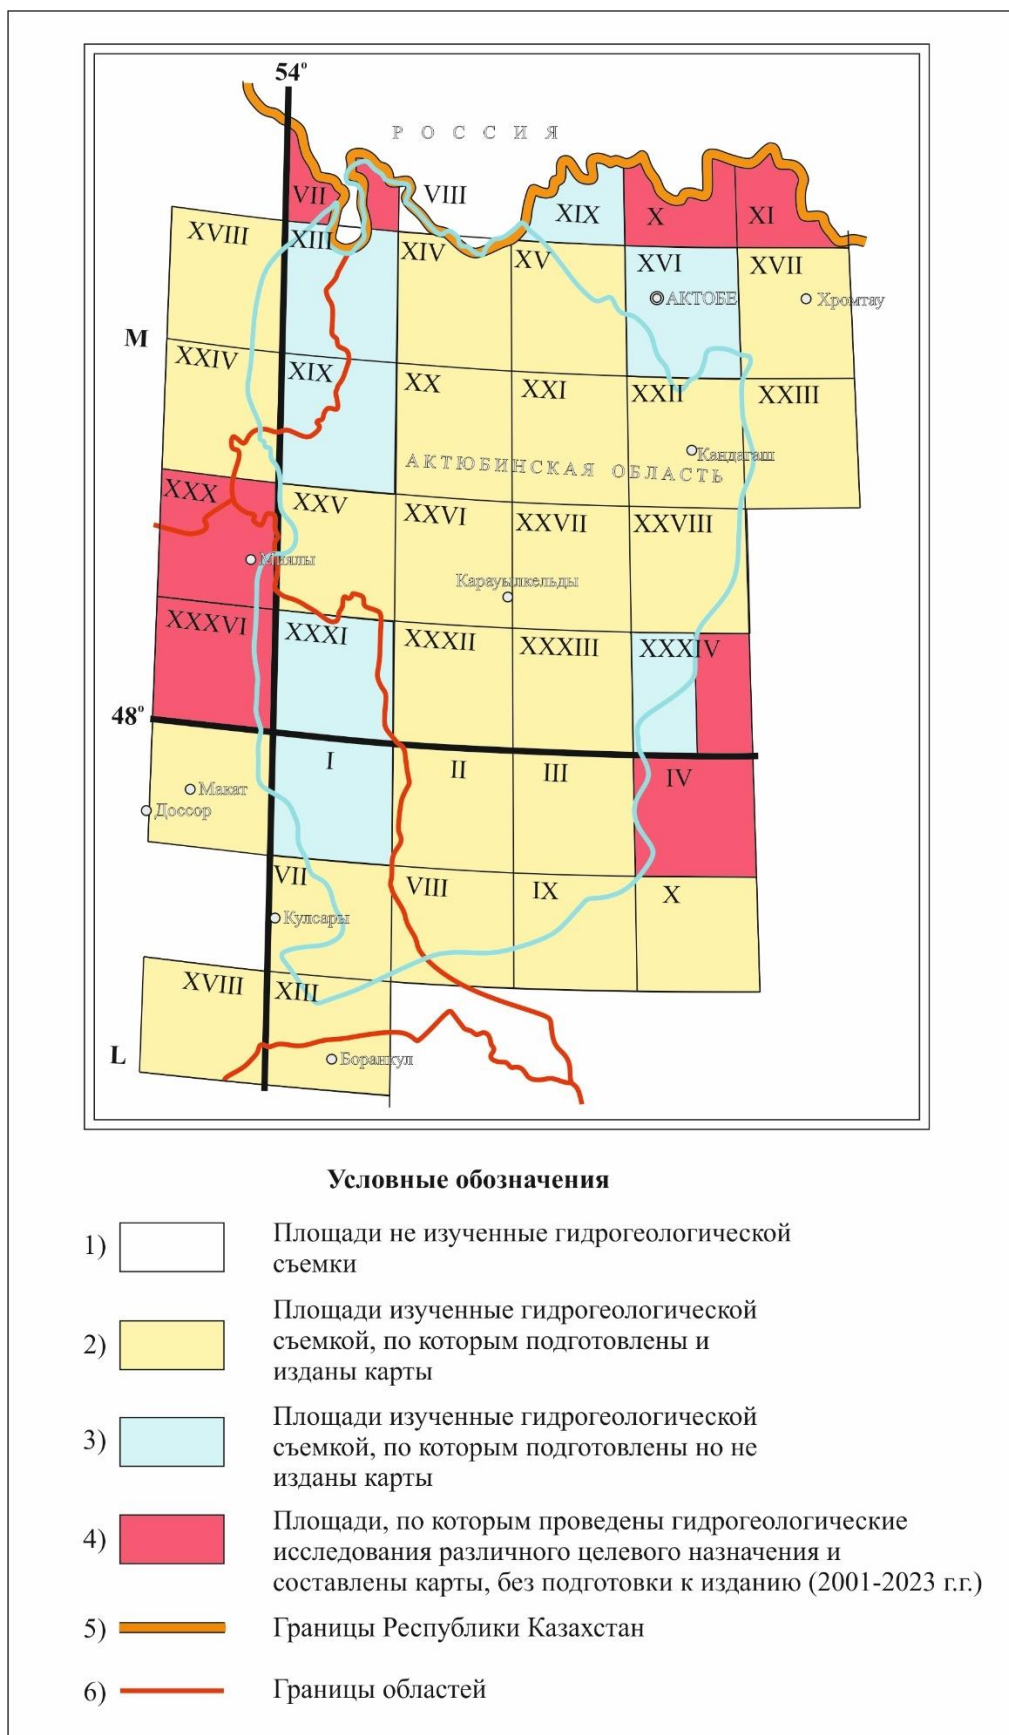 54°
РОССИЯ
VII
VIII
XIX
X
XI
XVIII
XIII
XIV
XV
XVI
XVII
АКТОБЕ
Хромтау
М
XXIV
XIX
XX
XXI
XXII
XXIII
Кандагаш
АКТЮБИНСКАЯ ОБЛАСТЬ
XXX
XXV
XXVI
XXVII
XXVIII
Миялы
Карауылкельды
XXXVI
XXXI
XXXII
XXXIII
XXXIV
48°
I
II
III
IV
Макат
Доссор
VII
VIII
IX
X
Кулсары
XVIII
XIII
L
Боранкул
Условные обозначения
1) Площади не изученные гидрогеологической
съемки
2) Площади изученные гидрогеологической
съемкой, по которым подготовлены и
изданы карты
3) Площади изученные гидрогеологической
съемкой, по которым подготовлены но не
изданы карты
4) Площади, по которым проведены гидрогеологические
исследования различного целевого назначения и
составлены карты, без подготовки к изданию (2001-2023 г.г.)
5) Границы Республики Казахстан
6) Границы областей